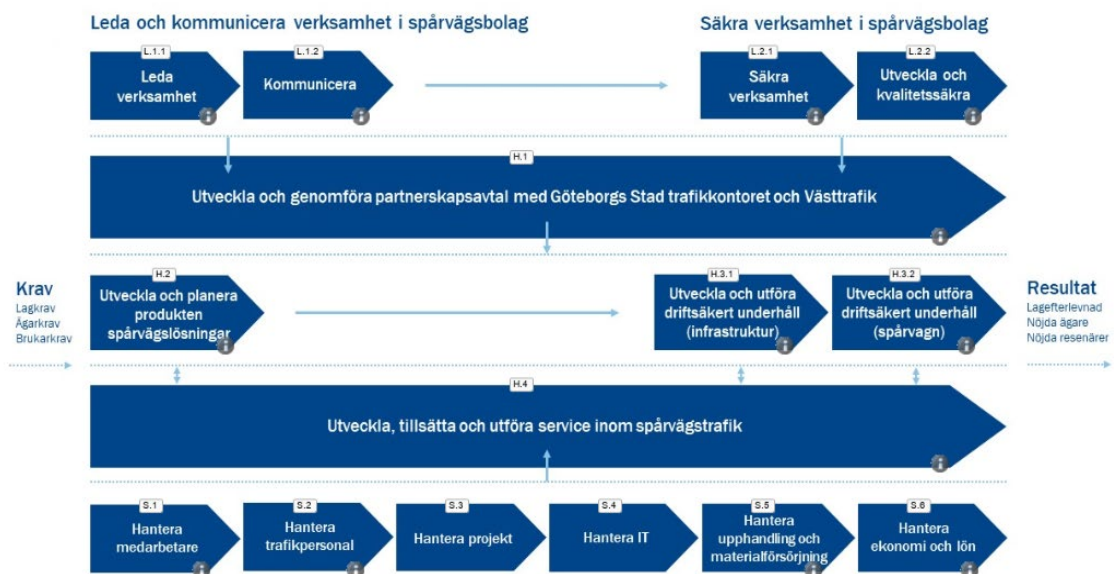 Leda och kommunicera verksamhet i spårvägsbolag
Säkra verksamhet i spårvägsbolag
L.1.1
Leda
verksamhet
L.1.2
Kommunicera
L.2.1
Säkra
verksamhet
L.2.2
Utveckla och
kvalitetssäkra
H.1
Utveckla och genomföra partnerskapsavtal med Göteborgs Stad trafikkontoret och Västtrafik
Krav
Lagkrav
Ägarkrav
Brukarkrav
H.2
Utveckla och planera
produkten
spårvägslösningar
H.3.1
Utveckla och utföra
driftsäkert underhåll
(infrastruktur)
H.3.2
Utveckla och utföra
driftsäkert underhåll
(spårvagn)
Resultat
Lagefterlevnad
Nöjda ägare
Nöjda resenärer
H.4
Utveckla, tillsätta och utföra service inom spårvägstrafik
S.1
Hantera
medarbetare
S.2
Hantera
trafikpersonal
S.3
Hantera projekt
S.4
Hantera IT
S.5
Hantera
upphandling och
materialförsörjning
S.6
Hantera
ekonomi och lön